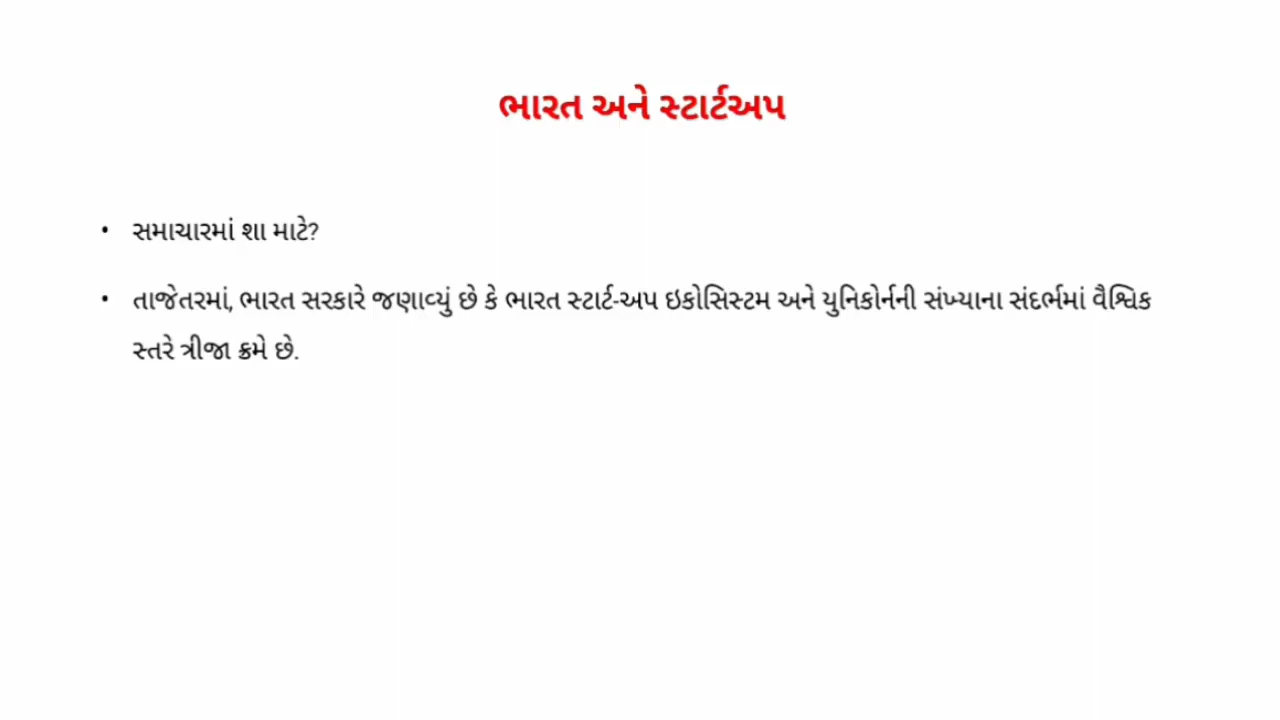 ભારત અને સ્ટાર્ટઅપ
• સમાચારમાં શા માટે?
• તાજેતરમાં, ભારત સરકારે જણાવ્યું છે કે ભારત સ્ટાર્ટ-અપ ઇકોસિસ્ટમ અને યુનિકોર્નની સંખ્યાના સંદર્ભમાં વૈશ્વિક
સ્તરે ત્રીજા ક્રમે છે.